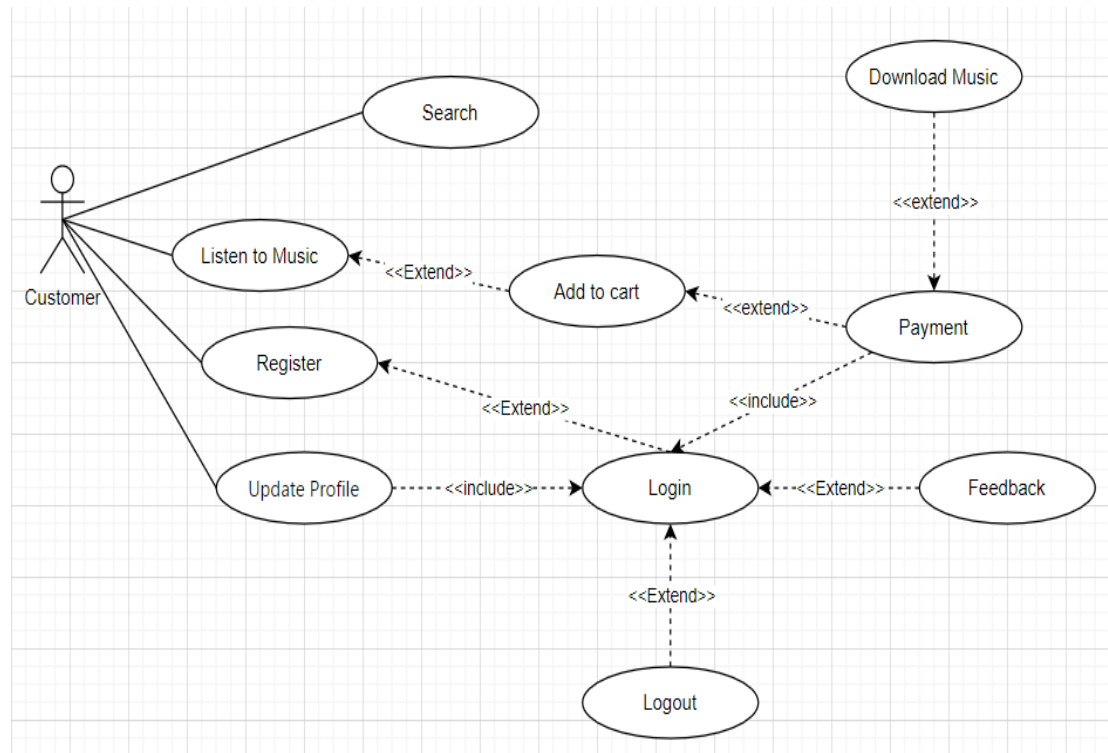 Download Music
Search
<<extend>>
Listen to Music
<<Extend>>
Add to cart
Customer
<<extend>>
Payment
Register
<<Extend>>
<<include>>
Update Profile
<<include>>
Login
<<Extend>>
Feedback
<<Extend>>
Logout